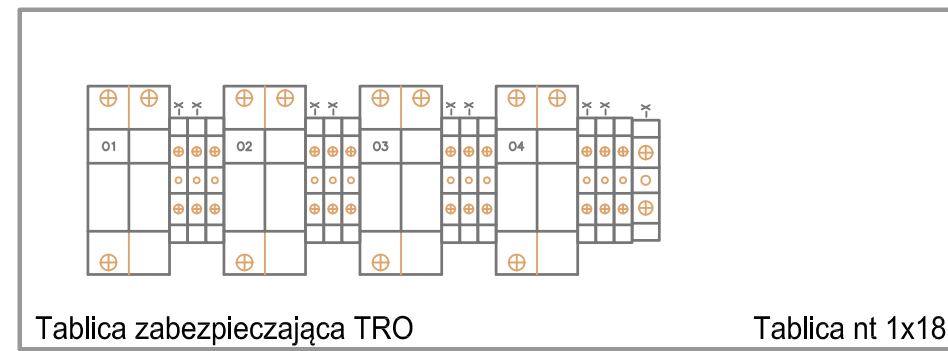 -X -X -X -X -X -X -X -X -X
01 02 03 04
Tablica zabezpieczająca TRO
Tablica nt 1x18